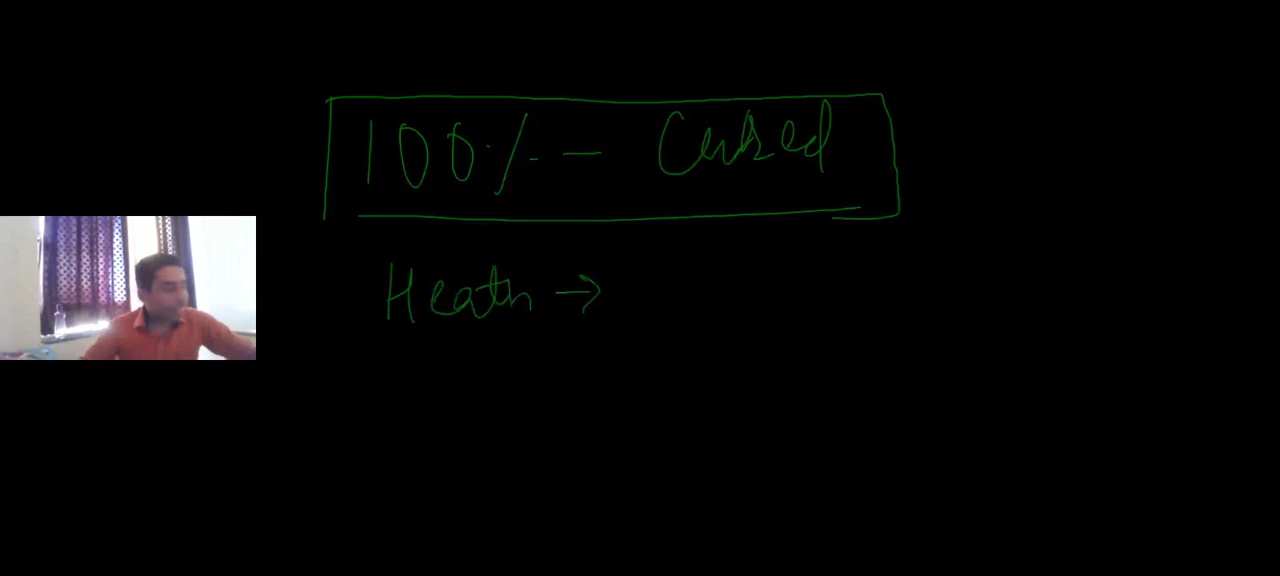 100% — Cured
Heath →